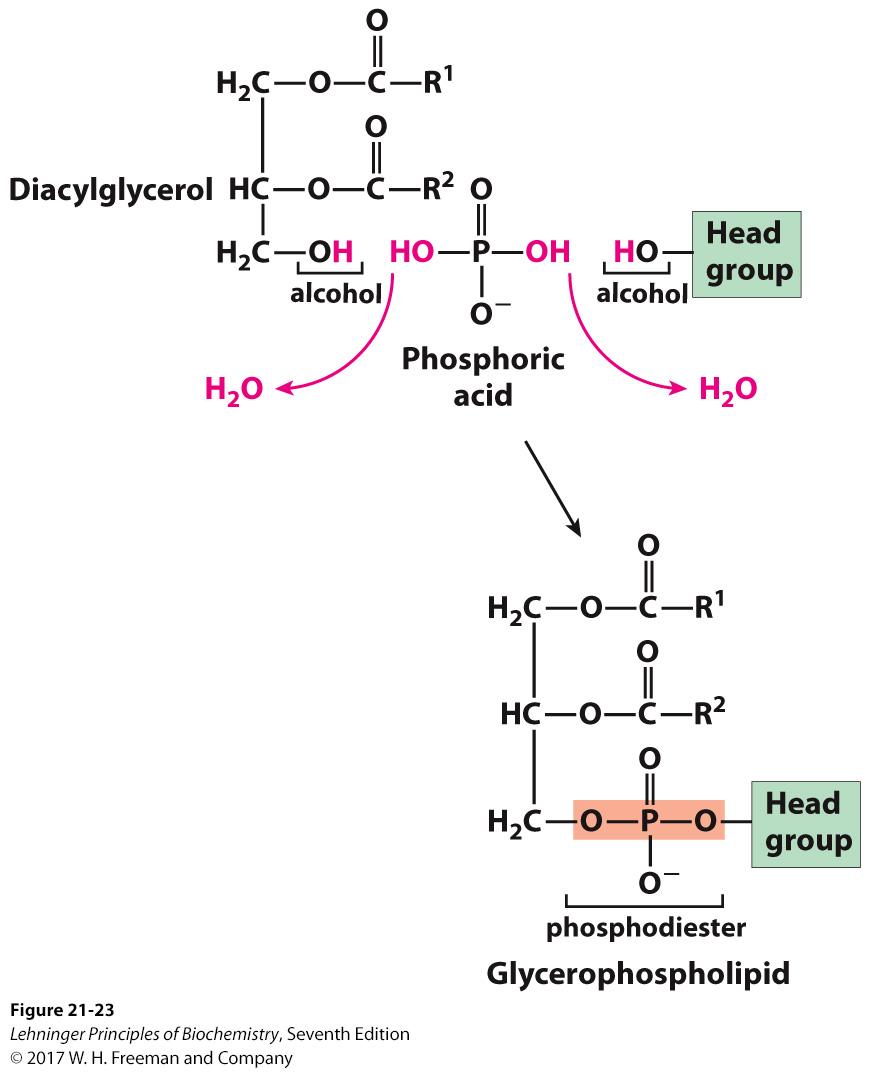 O
H₂C—O—C—R¹
O
Diacylglycerol HC—O—C—R² O
H₂C—OH HO—P—OH HO— Head group
alcohol alcohol
O⁻
Phosphoric
acid
H₂O H₂O
O
H₂C—O—C—R¹
O
HC—O—C—R²
O
H₂C—O—P—O— Head group
O⁻
phosphodiester
Glycerophospholipid
Figure 21-23
Lehninger Principles of Biochemistry, Seventh Edition
© 2017 W. H. Freeman and Company